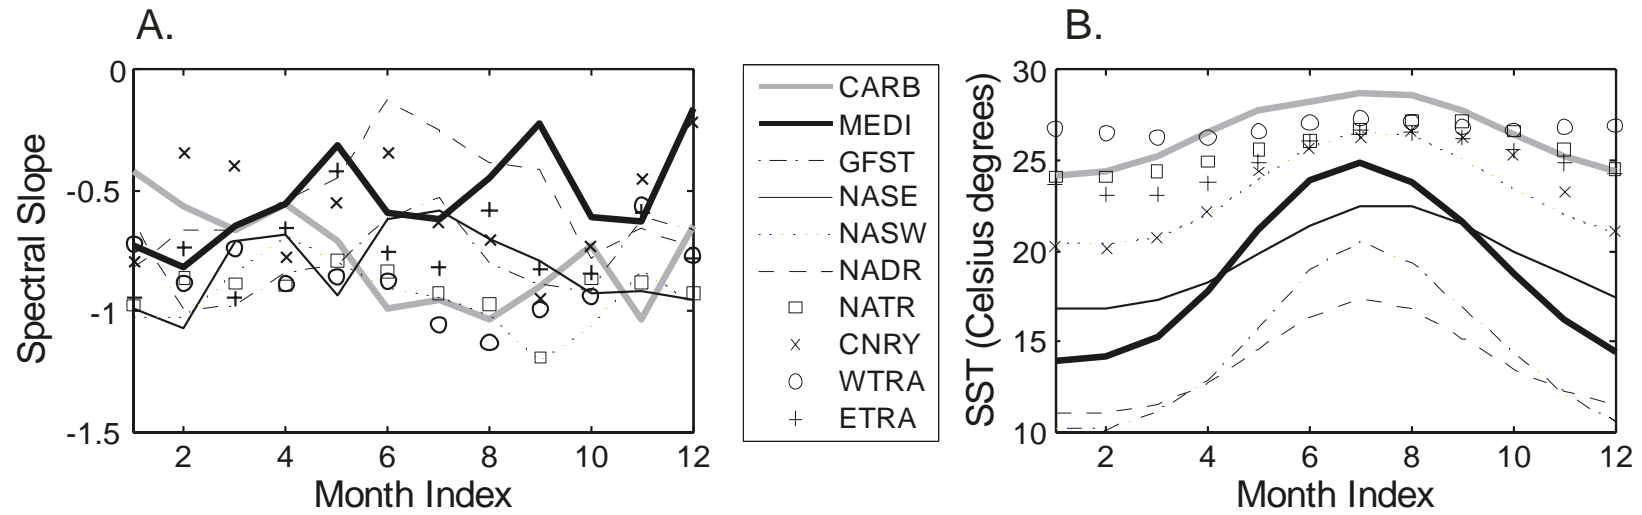 A.
Spectral Slope
0
-0.5
-1
-1.5
2 4 6 8 10 12
Month Index
CARB
MEDI
GFST
NASE
NASW
NADR
NATR
CNRY
WTRA
ETRA
B.
SST (Celsius degrees)
30
25
20
15
10
2 4 6 8 10 12
Month Index